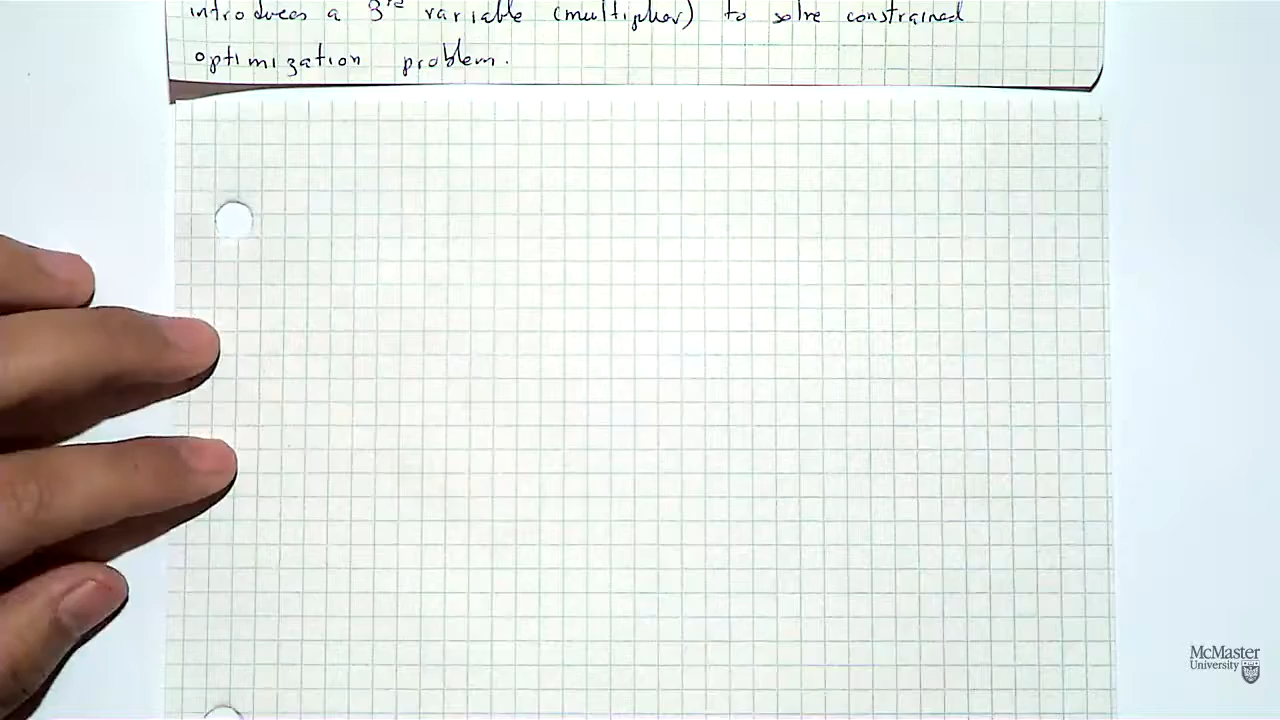 introduces a 3rd variable (multiplier) to solve constrained
optimization problem.
McMaster
University